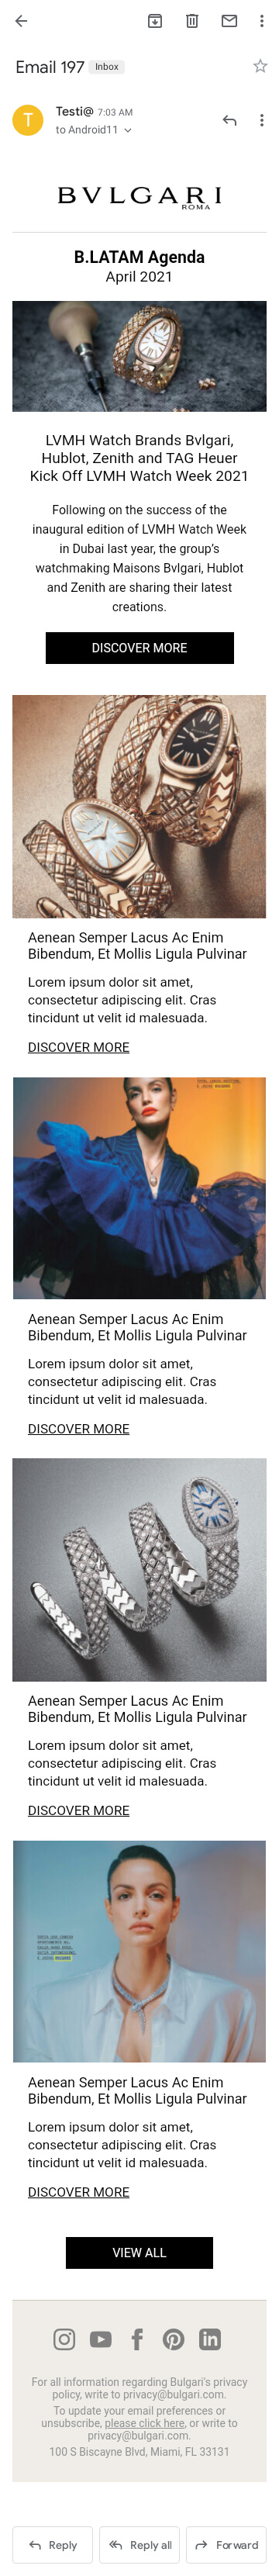 Email 197 Inbox
T
Testi@ 7:03 AM
to Android11
BVLGARI
ROMA
B.LATAM Agenda
April 2021
LVMH Watch Brands Bvlgari,
Hublot, Zenith and TAG Heuer
Kick Off LVMH Watch Week 2021
Following on the success of the
inaugural edition of LVMH Watch Week
in Dubai last year, the group's
watchmaking Maisons Bvlgari, Hublot
and Zenith are sharing their latest
creations.
DISCOVER MORE
Aenean Semper Lacus Ac Enim
Bibendum, Et Mollis Ligula Pulvinar
Lorem ipsum dolor sit amet,
consectetur adipiscing elit. Cras
tincidunt ut velit id malesuada.
DISCOVER MORE
Aenean Semper Lacus Ac Enim
Bibendum, Et Mollis Ligula Pulvinar
Lorem ipsum dolor sit amet,
consectetur adipiscing elit. Cras
tincidunt ut velit id malesuada.
DISCOVER MORE
Aenean Semper Lacus Ac Enim
Bibendum, Et Mollis Ligula Pulvinar
Lorem ipsum dolor sit amet,
consectetur adipiscing elit. Cras
tincidunt ut velit id malesuada.
DISCOVER MORE
Aenean Semper Lacus Ac Enim
Bibendum, Et Mollis Ligula Pulvinar
Lorem ipsum dolor sit amet,
consectetur adipiscing elit. Cras
tincidunt ut velit id malesuada.
DISCOVER MORE
VIEW ALL
For all information regarding Bulgari's privacy
policy, write to privacy@bulgari.com.
To update your email preferences or
unsubscribe, please click here, or write to
privacy@bulgari.com.
100 S Biscayne Blvd, Miami, FL 33131
Reply
Reply all
Forward